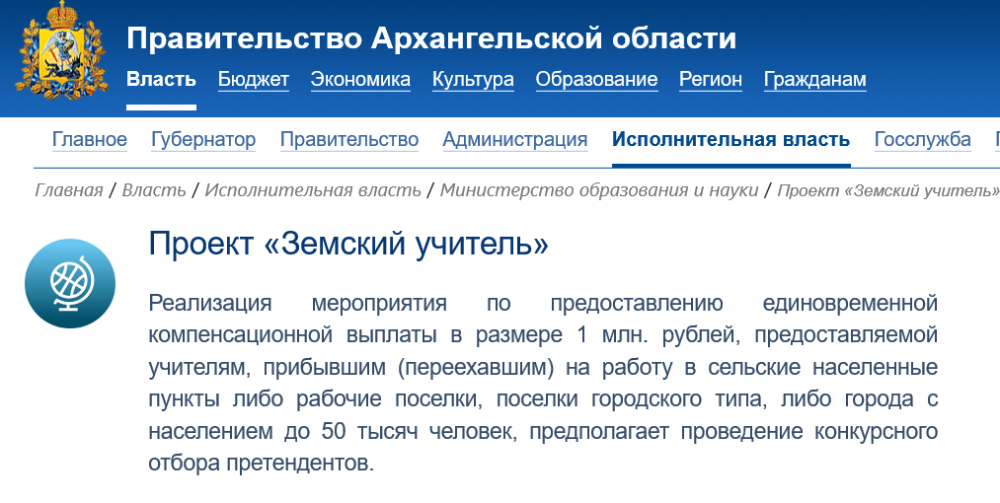 Правительство Архангельской области
Власть Бюджет Экономика Культура Образование Регион Гражданам
Главное Губернатор Правительство Администрация Исполнительная власть Госслужба
Главная / Власть / Исполнительная власть / Министерство образования и науки / Проект «Земский учитель»
Проект «Земский учитель»
Реализация мероприятия по предоставлению единовременной
компенсационной выплаты в размере 1 млн. рублей, предоставляемой
учителям, прибывшим (переехавшим) на работу в сельские населенные
пункты либо рабочие поселки, поселки городского типа, либо города с
населением до 50 тысяч человек, предполагает проведение конкурсного
отбора претендентов.